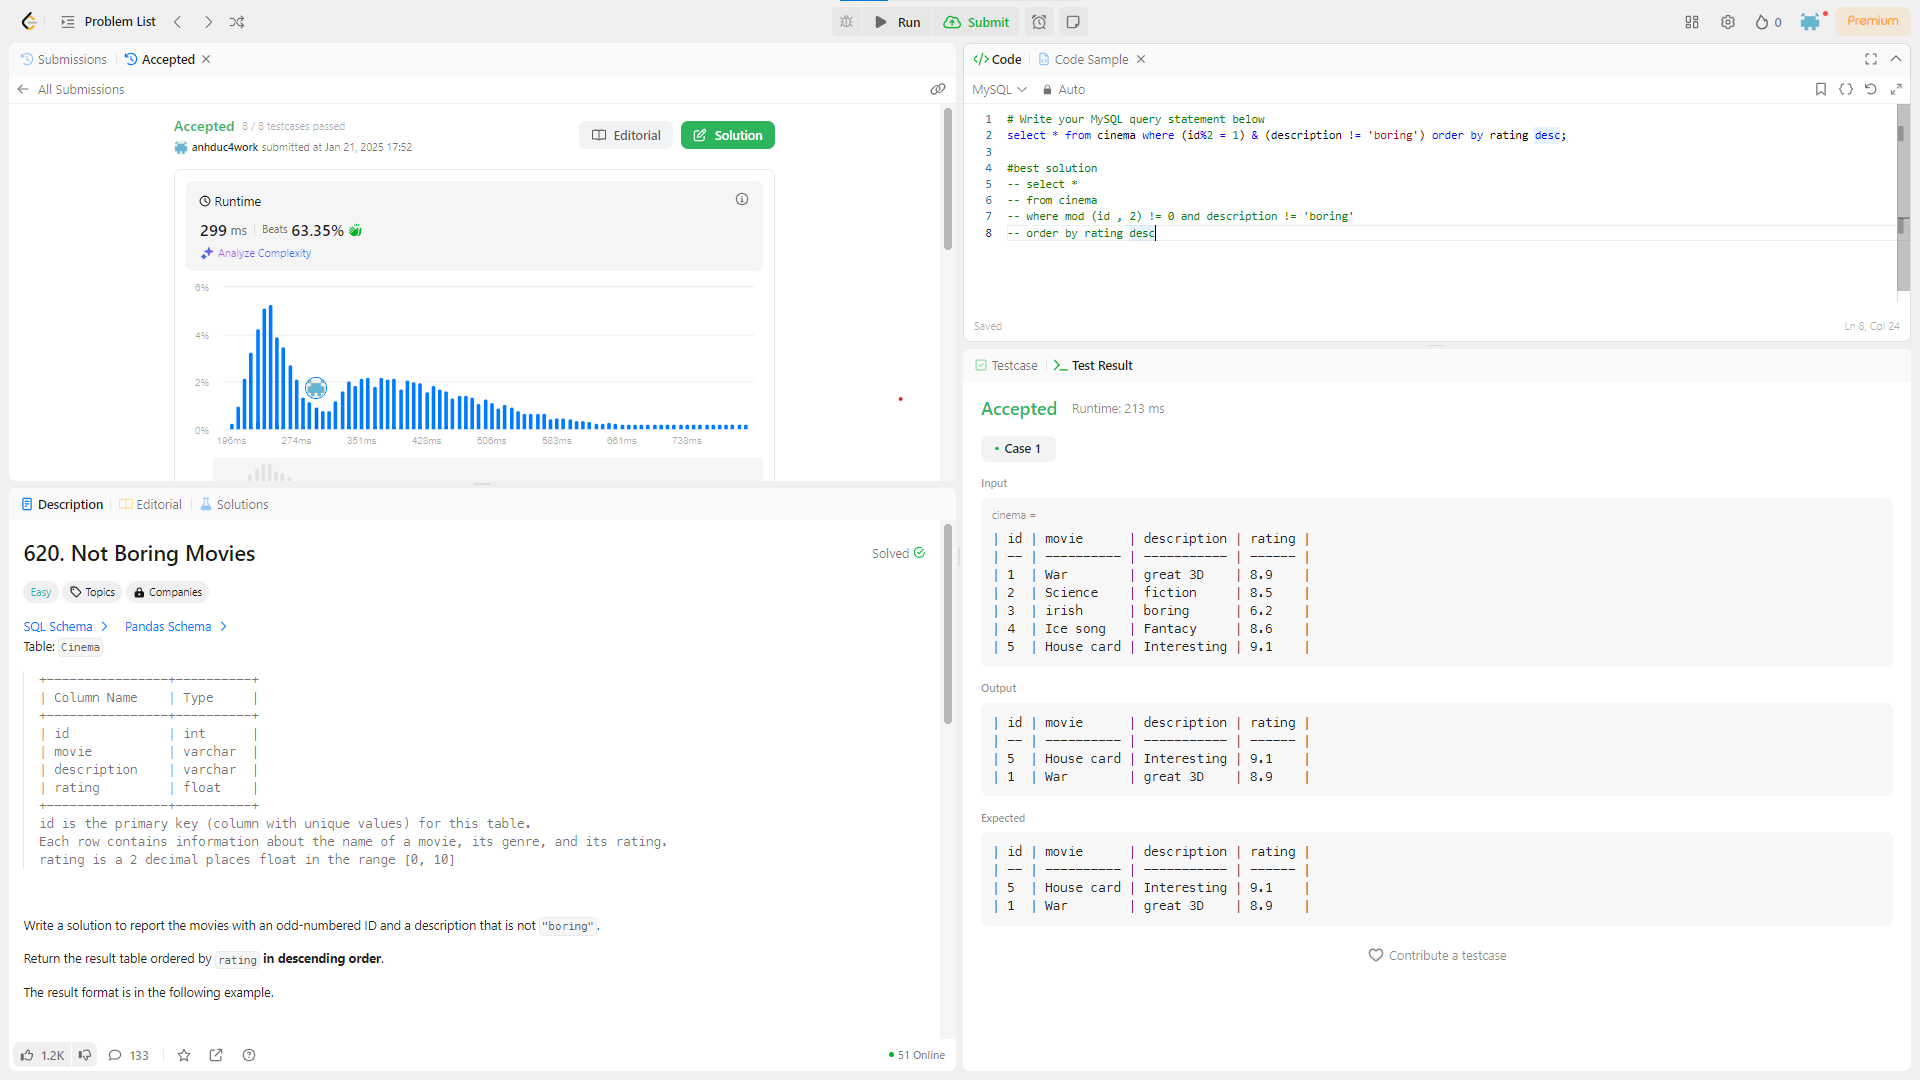 Problem List
Run
Submit
0
Premium
Submissions
Accepted
All Submissions
Accepted 8 / 8 testcases passed
anhduc4work submitted at Jan 21, 2025 17:52
Editorial
Solution
Runtime
299 ms Beats 63.35%
Analyze Complexity
6%
4%
2%
0%
196ms 274ms 351ms 428ms 506ms 583ms 661ms 738ms
Description
Editorial
Solutions
620. Not Boring Movies
Solved
Easy
Topics
Companies
SQL Schema
Pandas Schema
Table: Cinema
+----------------+----------+
| Column Name    | Type     |
+----------------+----------+
| id             | int      |
| movie          | varchar  |
| description    | varchar  |
| rating         | float    |
+----------------+----------+
id is the primary key (column with unique values) for this table.
Each row contains information about the name of a movie, its genre, and its rating.
rating is a 2 decimal places float in the range [0, 10]
Write a solution to report the movies with an odd-numbered ID and a description that is not "boring".
Return the result table ordered by rating in descending order.
The result format is in the following example.
1.2K
133
51 Online
</> Code
Code Sample
MySQL
Auto
1 # Write your MySQL query statement below
2 select * from cinema where (id%2 = 1) & (description != 'boring') order by rating desc;
3
4 #best solution
5 -- select *
6 -- from cinema
7 -- where mod (id , 2) != 0 and description != 'boring'
8 -- order by rating desc
Saved
Ln 8, Col 24
Testcase
Test Result
Accepted Runtime: 213 ms
Case 1
Input
cinema =
| id | movie      | description | rating |
| -- | ---------- | ----------- | ------ |
| 1  | War        | great 3D    | 8.9    |
| 2  | Science    | fiction     | 8.5    |
| 3  | irish      | boring      | 6.2    |
| 4  | Ice song   | Fantacy     | 8.6    |
| 5  | House card | Interesting | 9.1    |
Output
| id | movie      | description | rating |
| -- | ---------- | ----------- | ------ |
| 5  | House card | Interesting | 9.1    |
| 1  | War        | great 3D    | 8.9    |
Expected
| id | movie      | description | rating |
| -- | ---------- | ----------- | ------ |
| 5  | House card | Interesting | 9.1    |
| 1  | War        | great 3D    | 8.9    |
Contribute a testcase